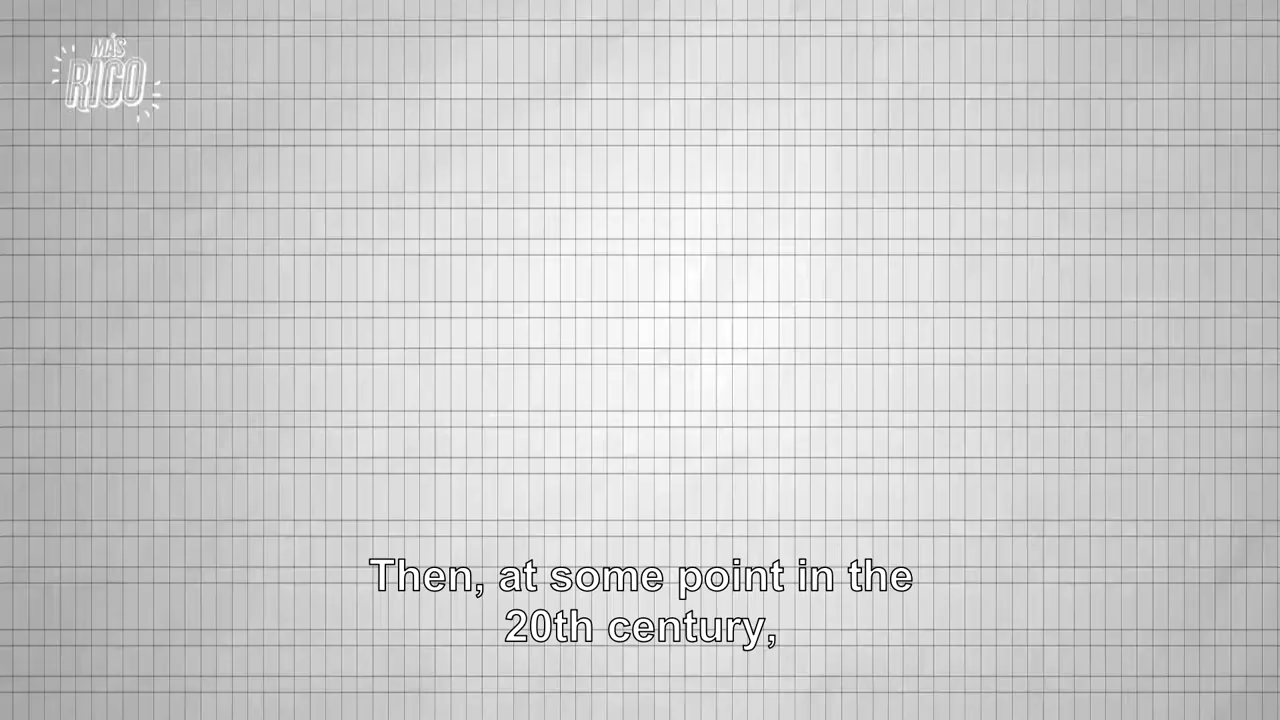 MÁS
RICO
Then, at some point in the
20th century,